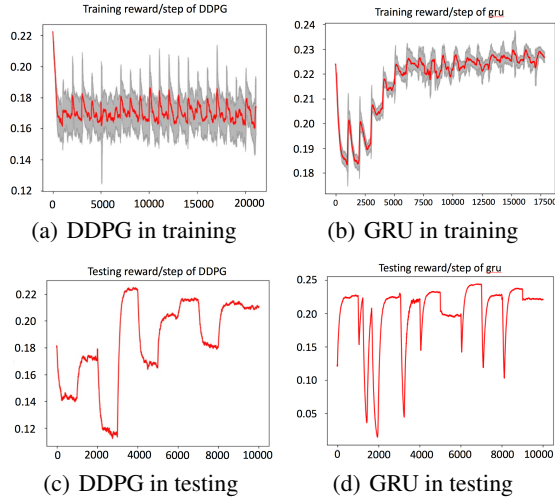 Training reward/step of DDPG
0.22
0.20
0.18
0.16
0.14
0.12
0 5000 10000 15000 20000
(a) DDPG in training
Training reward/step of gru
0.23
0.22
0.21
0.20
0.19
0.18
0 2500 5000 7500 10000 12500 15000 17500
(b) GRU in training
Testing reward/step of DDPG
0.22
0.20
0.18
0.16
0.14
0.12
0 2000 4000 6000 8000 10000
(c) DDPG in testing
Testing reward/step of gru
0.25
0.20
0.15
0.10
0.05
0 2000 4000 6000 8000 10000
(d) GRU in testing